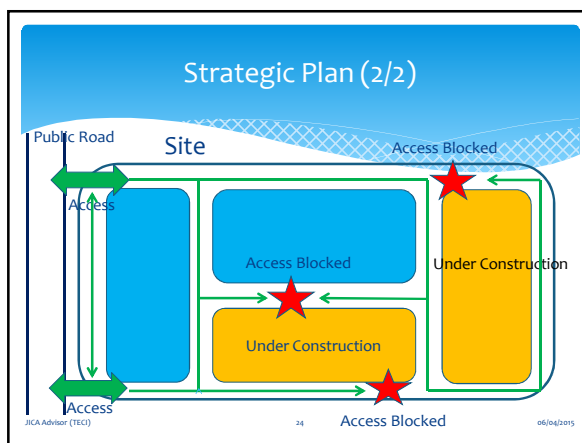 Strategic Plan (2/2)
Public Road
Site
Access Blocked
Access
Access Blocked
Under Construction
Under Construction
Access
Access Blocked
JICA Advisor (TECI)
24
06/04/2015